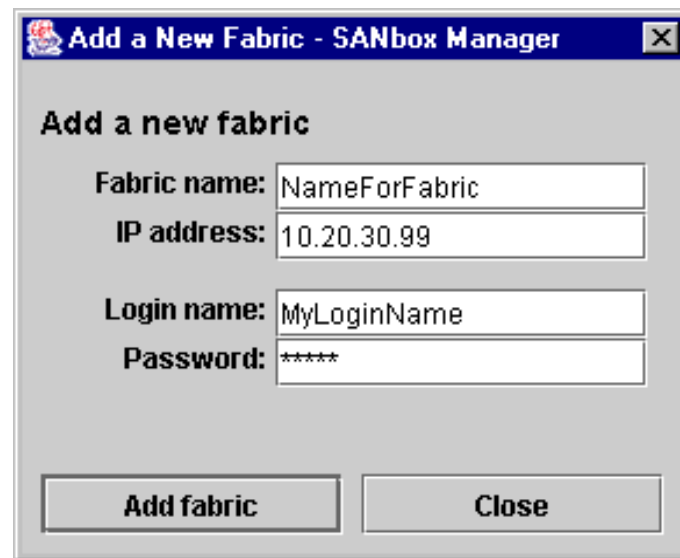 Add a New Fabric - SANbox Manager
Add a new fabric
Fabric name: NameForFabric
IP address: 10.20.30.99
Login name: MyLoginName
Password: *****
Add fabric Close